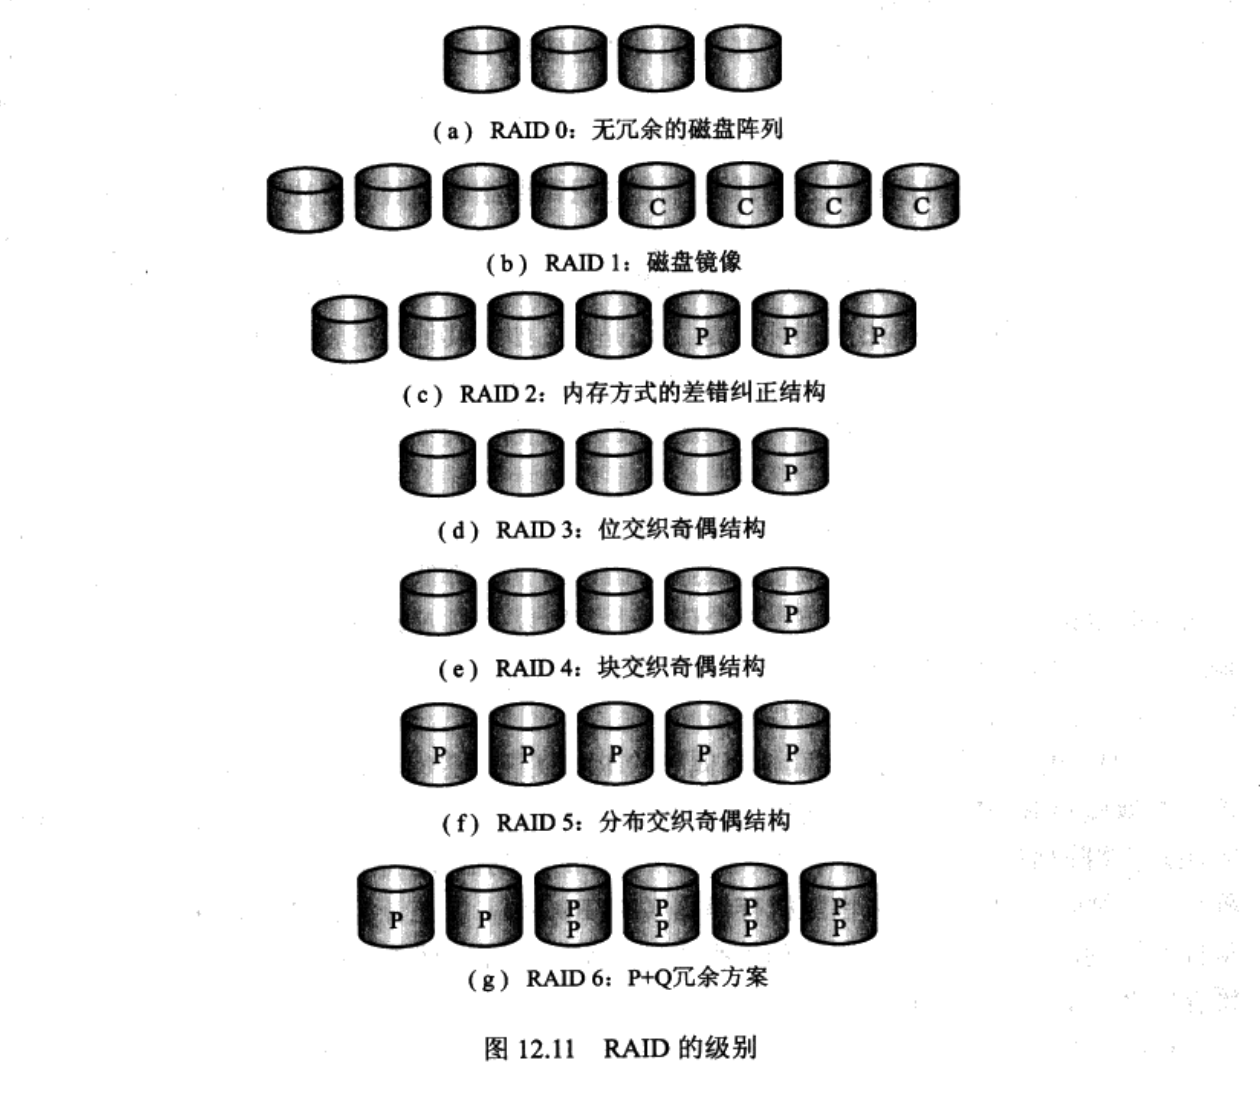 (a) RAID 0：无冗余的磁盘阵列
C C C C
(b) RAID 1：磁盘镜像
P P P
(c) RAID 2：内存方式的差错纠正结构
P
(d) RAID 3：位交织奇偶结构
P
(e) RAID 4：块交织奇偶结构
P P P P P
(f) RAID 5：分布交织奇偶结构
P P P P P P
P P P P
(g) RAID 6：P+Q冗余方案
图 12.11 RAID 的级别